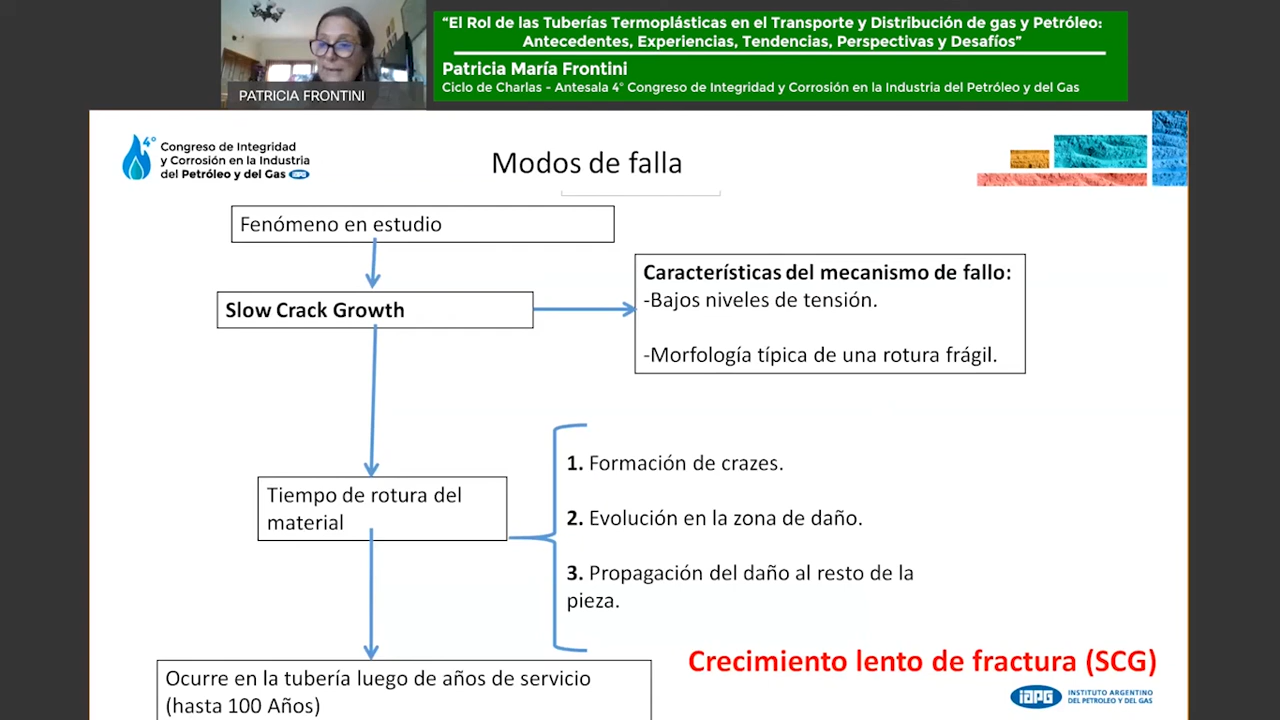 “El Rol de las Tuberías Termoplásticas en el Transporte y Distribución de gas y Petróleo:
Antecedentes, Experiencias, Tendencias, Perspectivas y Desafíos”
Patricia María Frontini
Ciclo de Charlas - Antesala 4° Congreso de Integridad y Corrosión en la Industria del Petróleo y del Gas
PATRICIA FRONTINI
4°
Congreso de Integridad
y Corrosión en la Industria
del Petróleo y del Gas iapg
Modos de falla
Fenómeno en estudio
Slow Crack Growth
Características del mecanismo de fallo:
-Bajos niveles de tensión.
-Morfología típica de una rotura frágil.
Tiempo de rotura del
material
1. Formación de crazes.
2. Evolución en la zona de daño.
3. Propagación del daño al resto de la
pieza.
Ocurre en la tubería luego de años de servicio
(hasta 100 Años)
Crecimiento lento de fractura (SCG)
iapg
INSTITUTO ARGENTINO
DEL PETROLEO Y DEL GAS